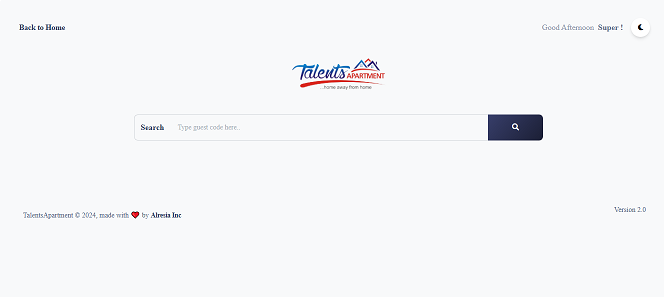 Back to Home
Good Afternoon Super !
Talents APARTMENT
...home away from home
Search Type guest code here..
Version 2.0
TalentsApartment © 2024, made with ❤ by Alresia Inc